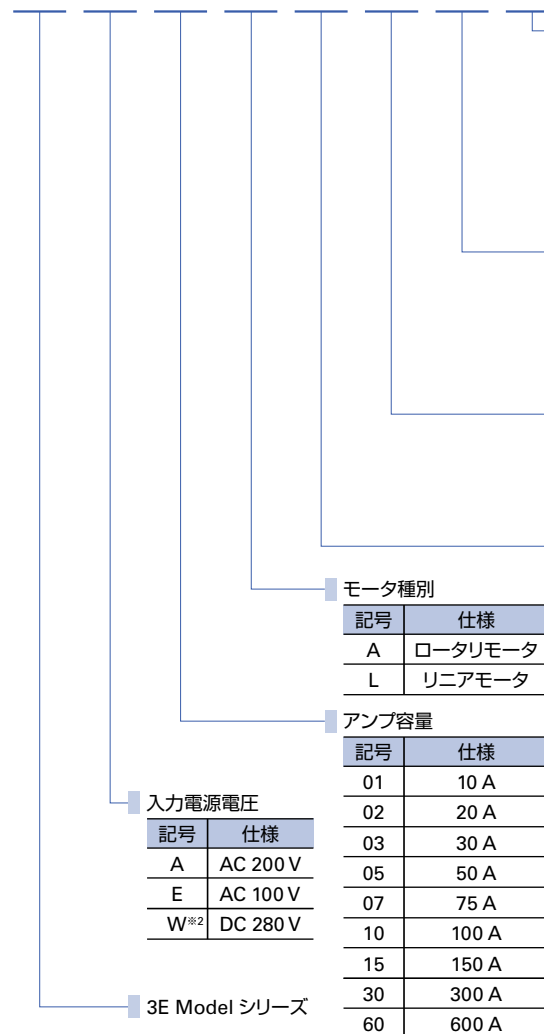 モータ種別
記号 仕様
A ロータリモータ
L リニアモータ
アンプ容量
記号 仕様
01 10 A
02 20 A
03 30 A
05 50 A
07 75 A
10 100 A
15 150 A
30 300 A
60 600 A
入力電源電圧
記号 仕様
A AC 200 V
E AC 100 V
W※2 DC 280 V
3E Model シリーズ